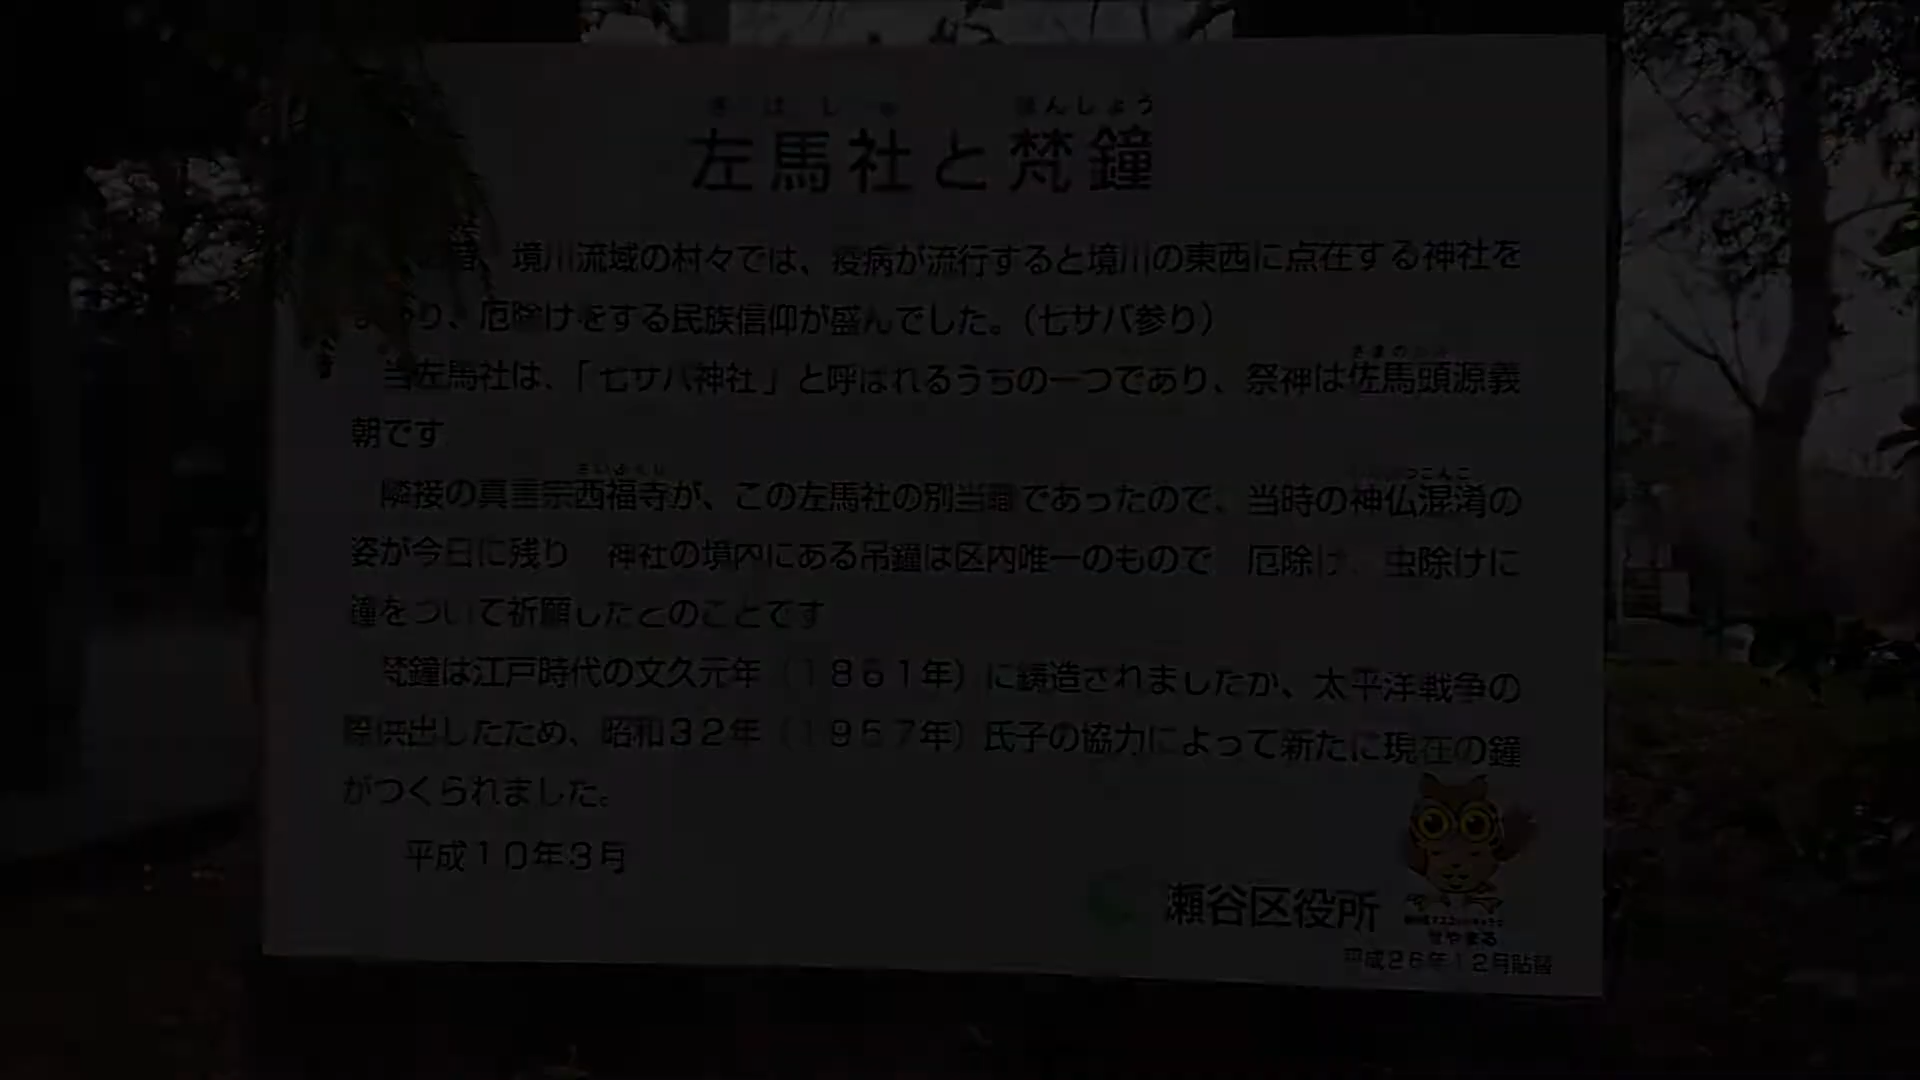 さばしゃ ぼんしょう
左馬社と梵鐘
昔、境川流域の村々では、疫病が流行すると境川の東西に点在する神社を
り、厄除けをする民族信仰が盛んでした。（七サバ参り）
当左馬社は、「七サバ神社」と呼ばれるうちの一つであり、祭神は佐馬頭源義
朝です
隣接の真言宗西福寺が、この左馬社の別当職であったので、当時の神仏混淆の
姿が今日に残り 神社の境内にある吊鐘は区内唯一のもので 厄除け、虫除けに
鐘をついて祈願したとのことです
梵鐘は江戸時代の文久元年（１８６１年）に鋳造されましたが、太平洋戦争の
際供出したため、昭和３２年（１９５７年）氏子の協力によって新たに現在の鐘
がつくられました。
平成１０年３月
瀬谷区役所
せやまる
平成２６年１２月貼替